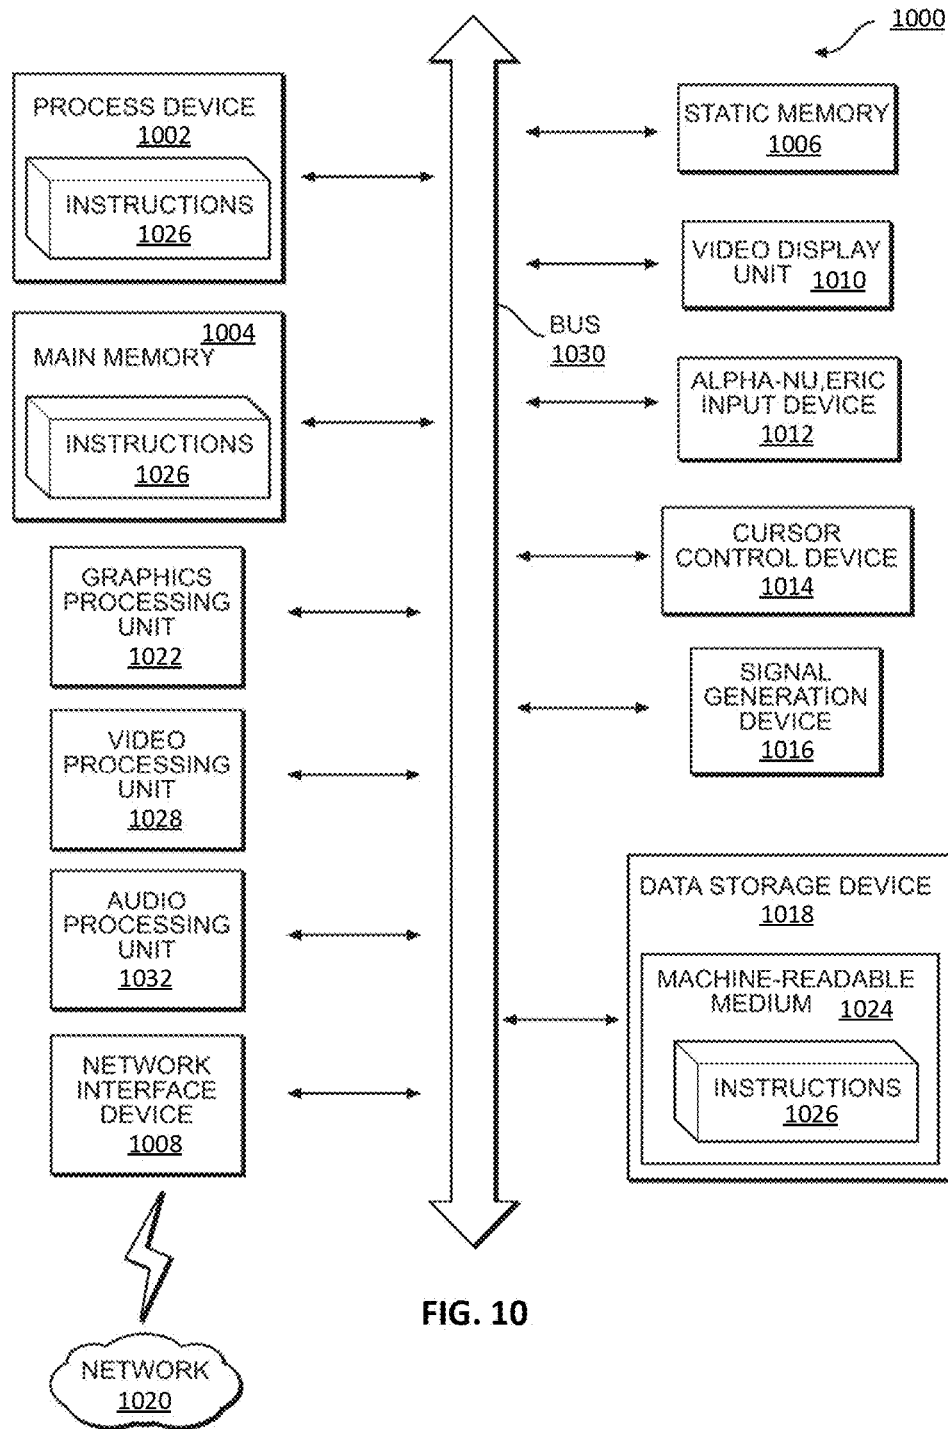 1000
PROCESS DEVICE
1002
INSTRUCTIONS
1026
1004
MAIN MEMORY
INSTRUCTIONS
1026
GRAPHICS
PROCESSING
UNIT
1022
VIDEO
PROCESSING
UNIT
1028
AUDIO
PROCESSING
UNIT
1032
NETWORK
INTERFACE
DEVICE
1008
NETWORK
1020
BUS
1030
STATIC MEMORY
1006
VIDEO DISPLAY
UNIT 1010
ALPHA-NU,ERIC
INPUT DEVICE
1012
CURSOR
CONTROL DEVICE
1014
SIGNAL
GENERATION
DEVICE
1016
DATA STORAGE DEVICE
1018
MACHINE-READABLE
MEDIUM 1024
INSTRUCTIONS
1026
FIG. 10